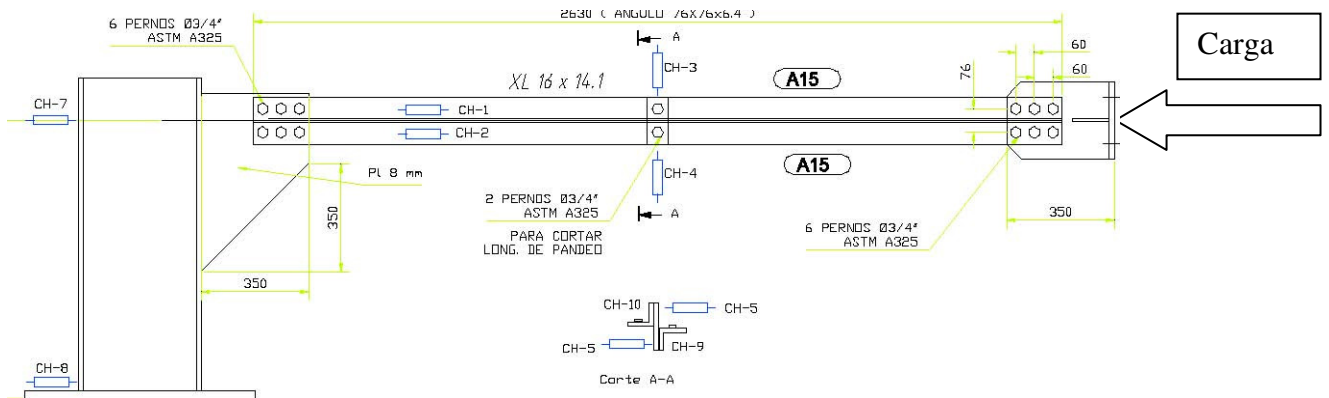 2630 ( ANGULO 76X76x6.4 )
6 PERNOS Ø3/4"
ASTM A325
A
CH-3
XL 16 x 14.1
A15
60
76
60
Carga
CH-7
CH-1
CH-2
CH-4
A15
PL 8 mm
350
2 PERNOS Ø3/4"
ASTM A325
PARA CORTAR
LONG. DE PANDEO
A
6 PERNOS Ø3/4"
ASTM A325
350
350
CH-10
CH-5
CH-5
CH-9
CH-8
Corte A-A